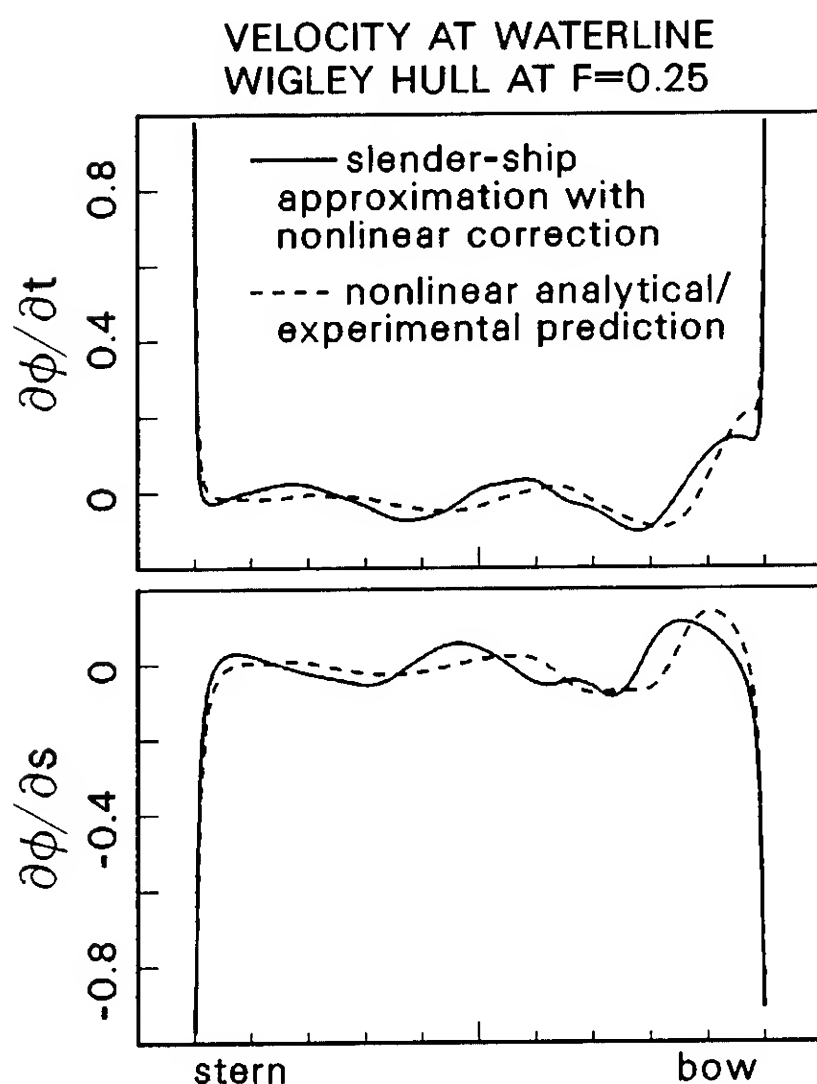 VELOCITY AT WATERLINE
WIGLEY HULL AT F=0.25
∂ϕ/∂t
0.8
0.4
0
slender-ship
approximation with
nonlinear correction
nonlinear analytical/
experimental prediction
∂ϕ/∂s
0
-0.4
-0.8
stern bow